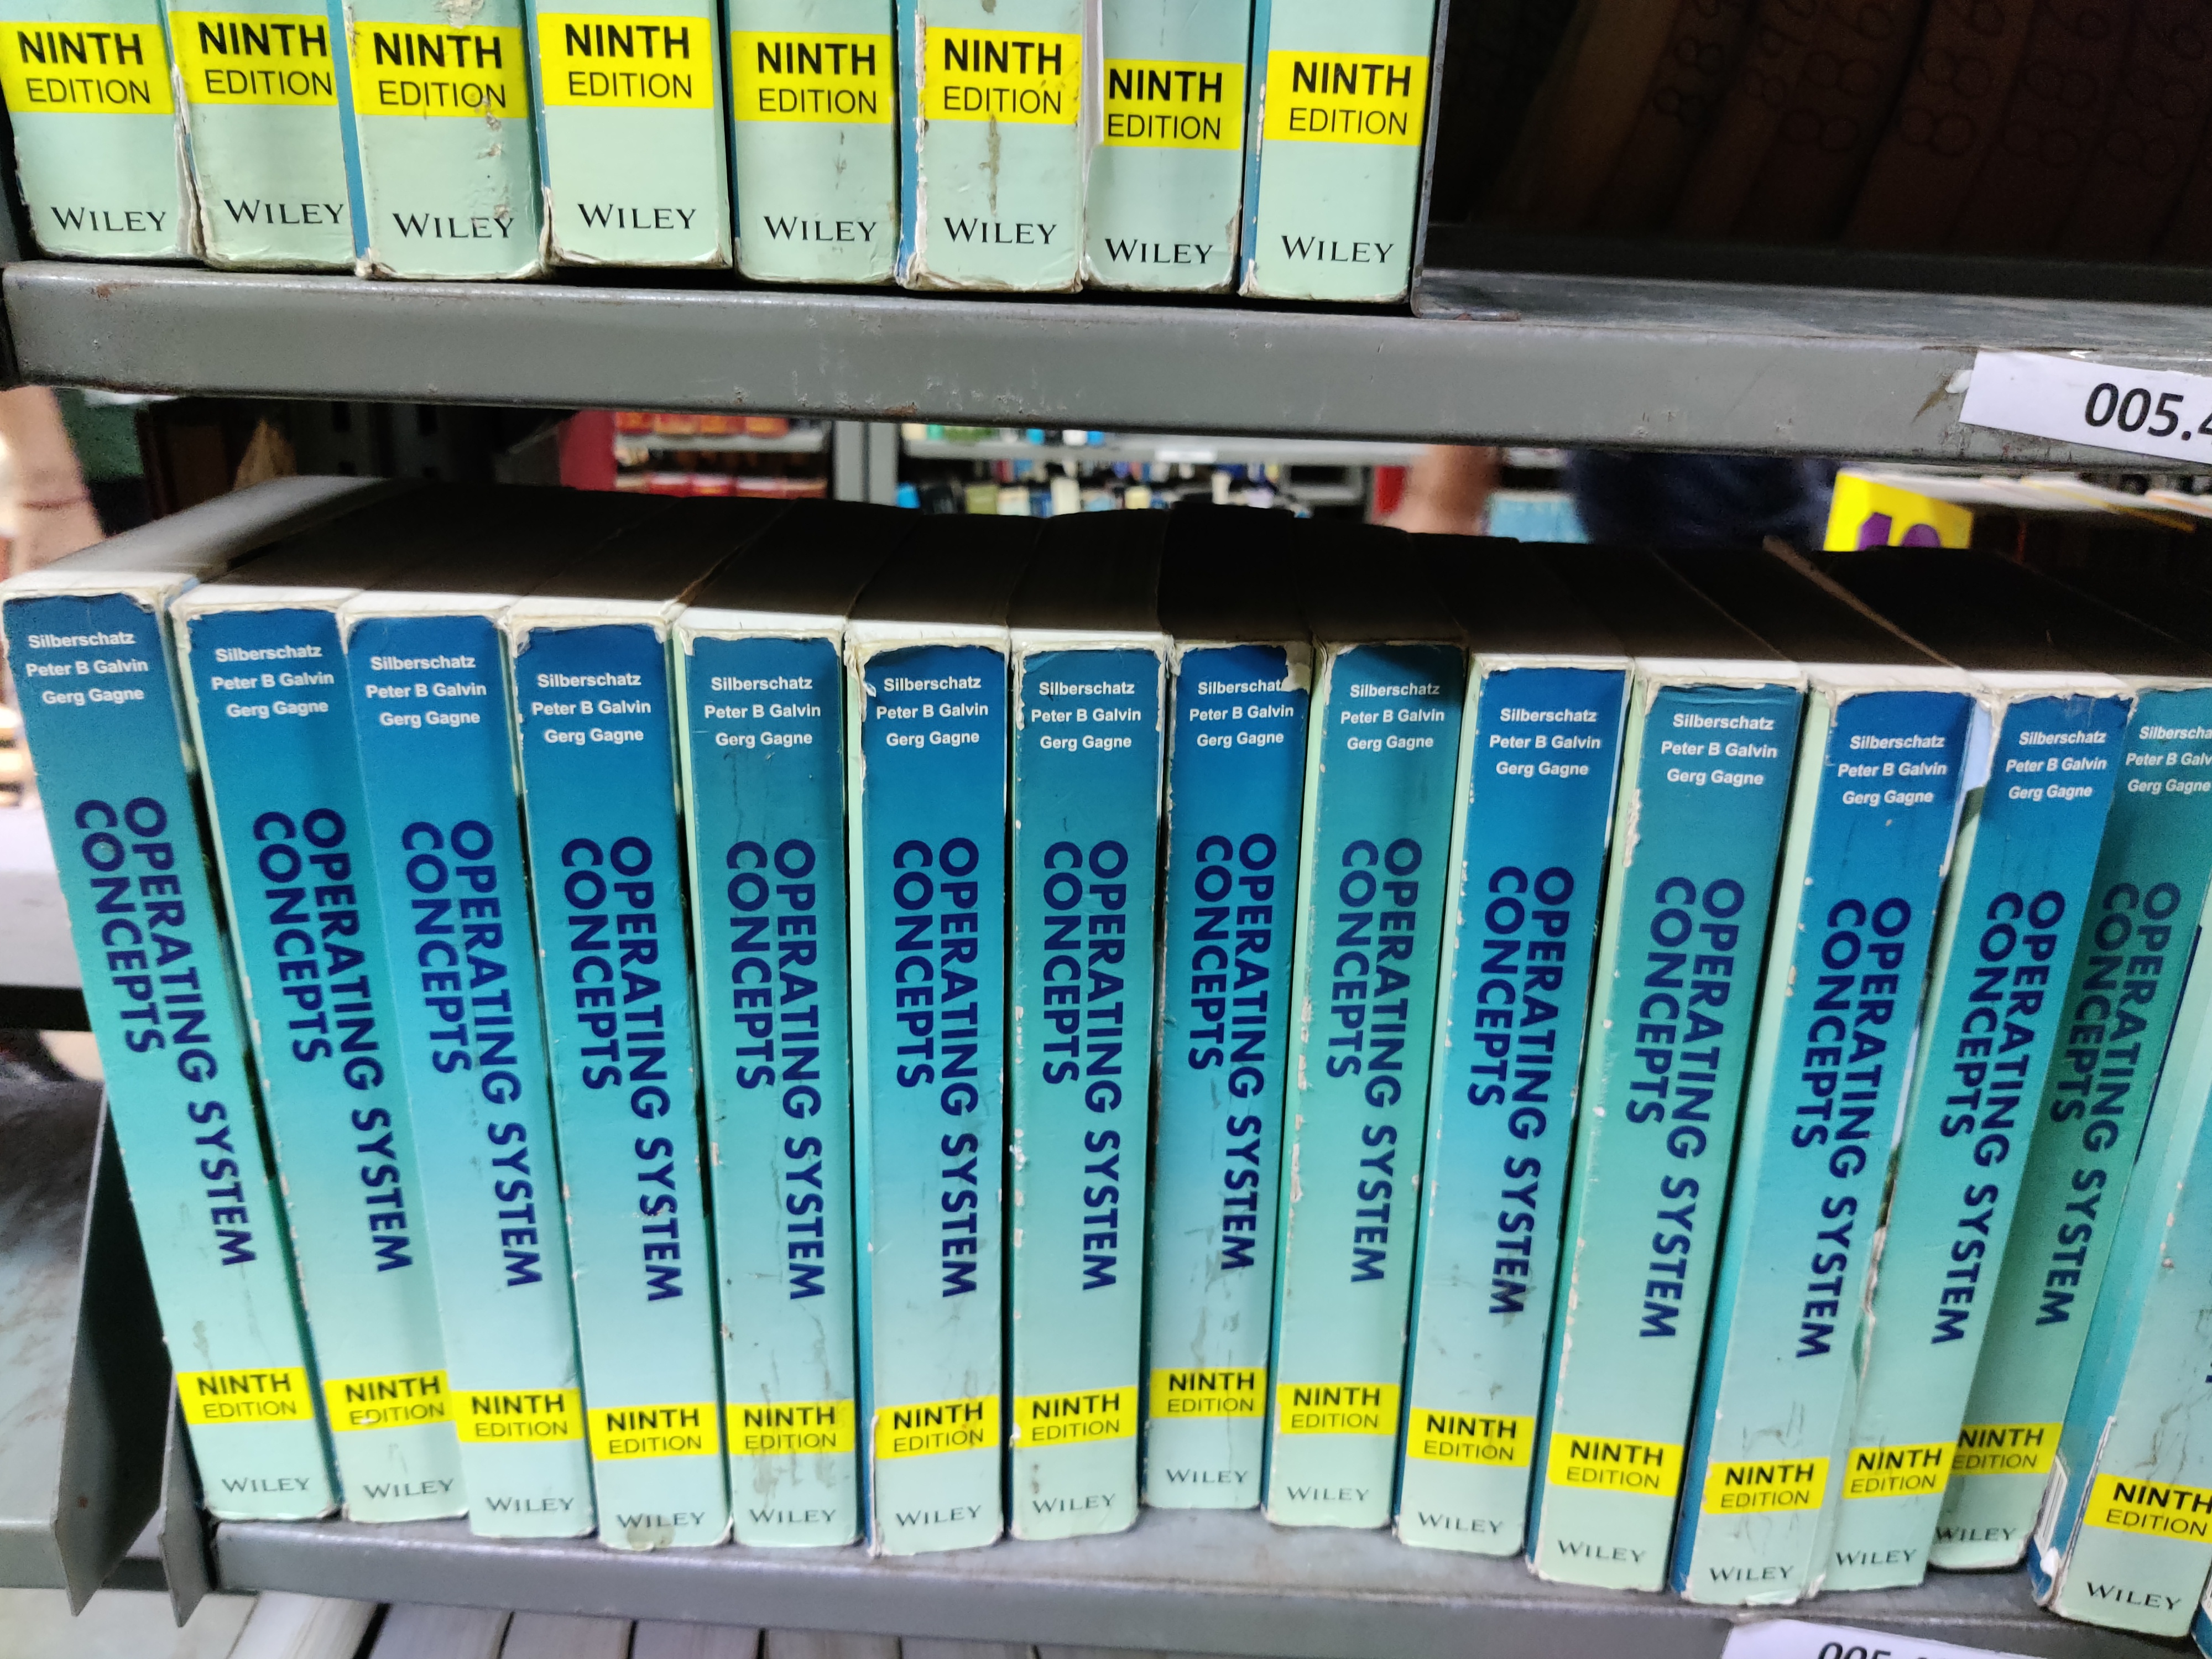 NINTH
EDITION
WILEY
NINTH
EDITION
WILEY
NINTH
EDITION
WILEY
NINTH
EDITION
WILEY
NINTH
EDITION
WILEY
NINTH
EDITION
WILEY
NINTH
EDITION
WILEY
NINTH
EDITION
WILEY
005.4
Silberschatz
Peter B Galvin
Gerg Gagne
OPERATING SYSTEM
CONCEPTS
NINTH
EDITION
WILEY
Silberschatz
Peter B Galvin
Gerg Gagne
OPERATING SYSTEM
CONCEPTS
NINTH
EDITION
WILEY
Silberschatz
Peter B Galvin
Gerg Gagne
OPERATING SYSTEM
CONCEPTS
NINTH
EDITION
WILEY
Silberschatz
Peter B Galvin
Gerg Gagne
OPERATING SYSTEM
CONCEPTS
NINTH
EDITION
WILEY
Silberschatz
Peter B Galvin
Gerg Gagne
OPERATING SYSTEM
CONCEPTS
NINTH
EDITION
WILEY
Silberschatz
Peter B Galvin
Gerg Gagne
OPERATING SYSTEM
CONCEPTS
NINTH
EDITION
WILEY
Silberschatz
Peter B Galvin
Gerg Gagne
OPERATING SYSTEM
CONCEPTS
NINTH
EDITION
WILEY
Silberschat
Peter B Galvin
Gerg Gagne
OPERATING SYSTEM
CONCEPTS
NINTH
EDITION
WILEY
Silberschatz
Peter B Galvin
Gerg Gagne
OPERATING SYSTEM
CONCEPTS
NINTH
EDITION
WILEY
Silberschatz
Peter B Galvin
Gerg Gagne
OPERATING SYSTEM
CONCEPTS
NINTH
EDITION
WILEY
Silberschatz
Peter B Galvin
Gerg Gagne
OPERATING SYSTEM
CONCEPTS
NINTH
EDITION
WILEY
Silberschatz
Peter B Galvin
Gerg Gagne
OPERATING SYSTEM
CONCEPTS
NINTH
EDITION
WILEY
Silberschatz
Peter B Galvin
Gerg Gagne
OPERATING SYSTEM
CONCEPTS
NINTH
EDITION
WILEY
Silberscha
Peter B Galv
Gerg Gagne
OPERATING SYSTEM
CONCEPTS
NINTH
EDITION
WILEY
NINTH
EDITION
WILEY